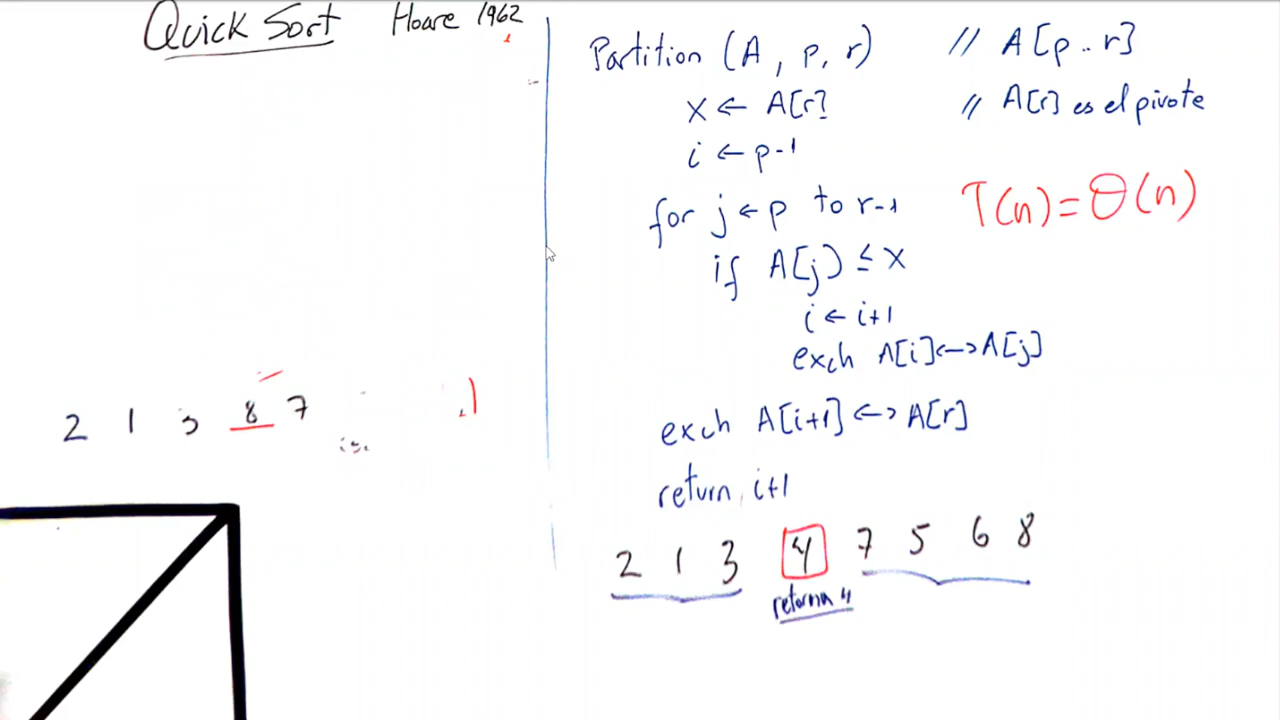 Quick Sort Hoare 1962
2 1 3 8 7
Partition (A, p, r) // A[p .. r]
x ← A[r] // A[r] es el pivote
i ← p-1
for j ← p to r-1 T(n) = Θ(n)
if A[j] ≤ x
i ← i+1
exch A[i] ↔ A[j]
exch A[i+1] ↔ A[r]
return i+1
2 1 3 4 7 5 6 8
retorna 4